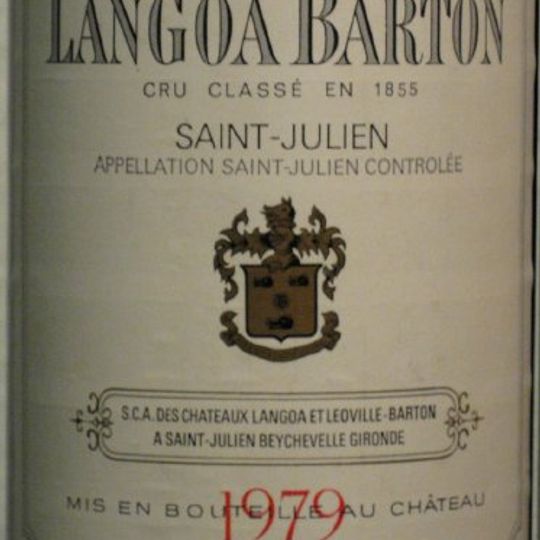 LANGOA BARTON
CRU CLASSÉ EN 1855
SAINT-JULIEN
APPELLATION SAINT-JULIEN CONTROLÉE
S.C.A. DES CHATEAUX LANGOA ET LEOVILLE-BARTON
A SAINT-JULIEN BEYCHEVELLE GIRONDE
1979
MIS EN BOUTEILLE AU CHÂTEAU